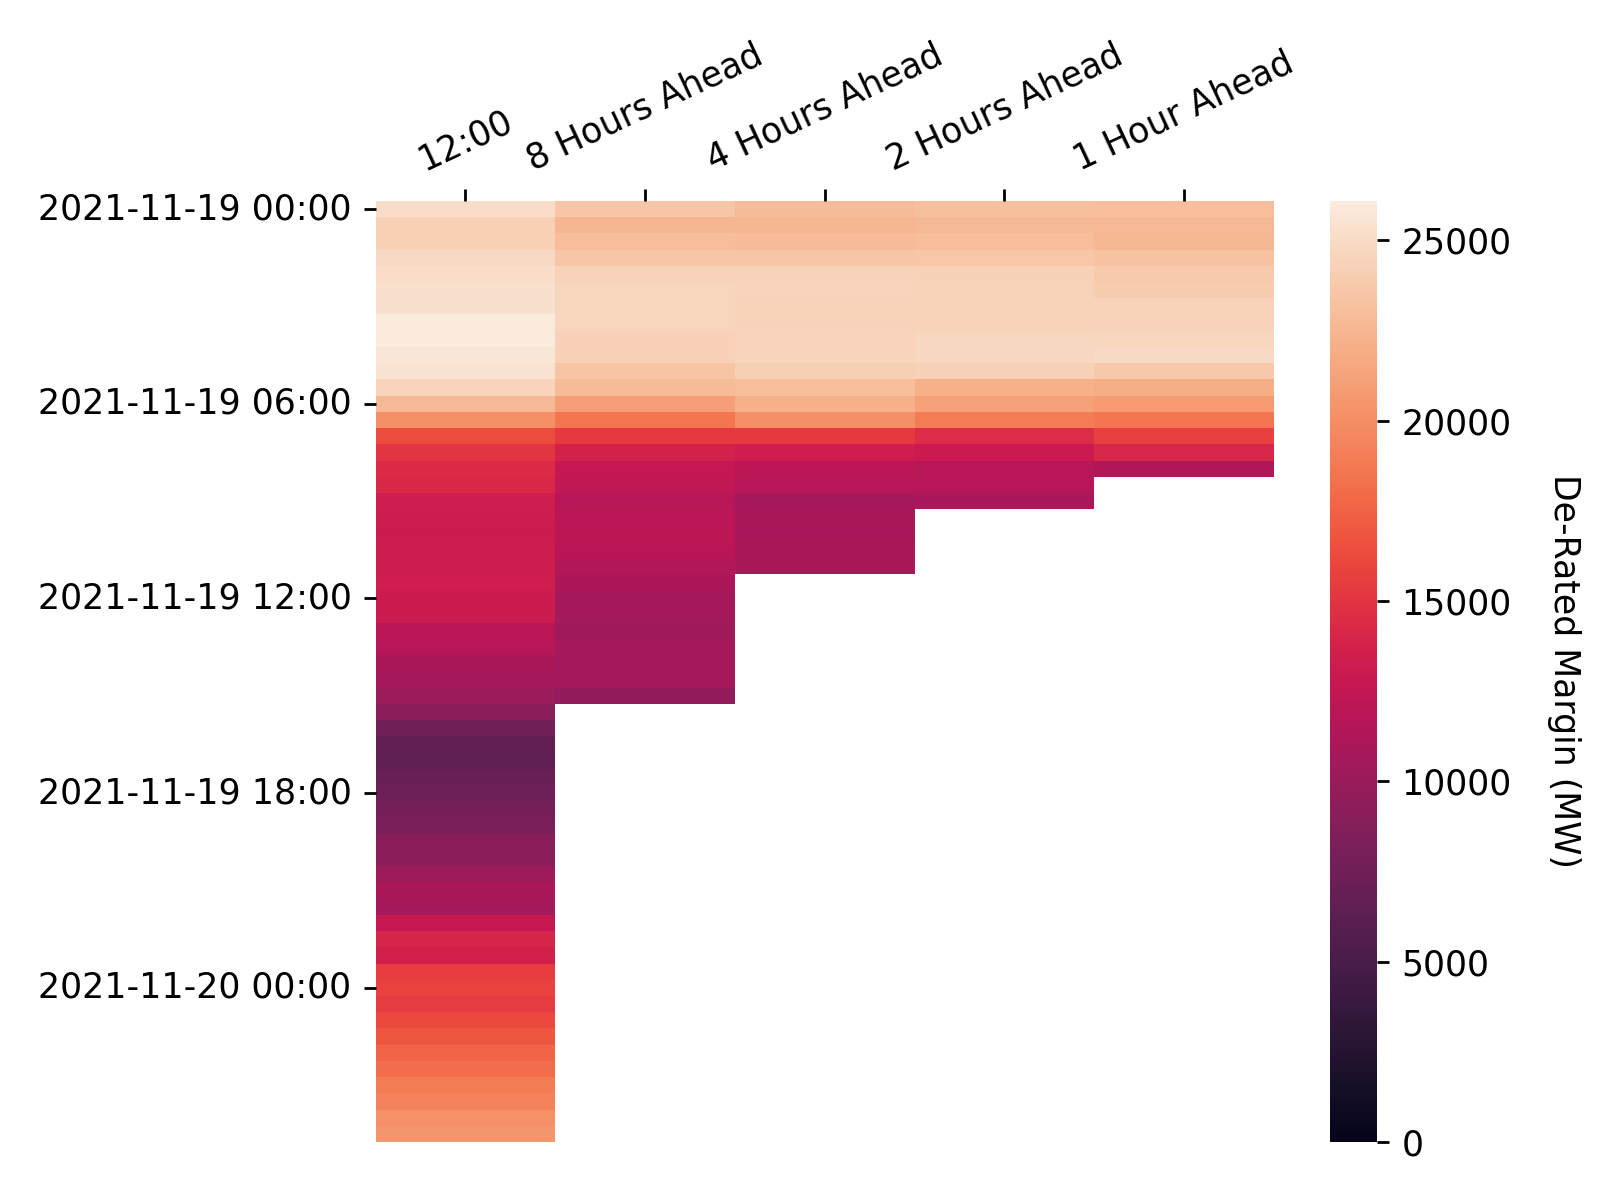 12:00
8 Hours Ahead
4 Hours Ahead
2 Hours Ahead
1 Hour Ahead
2021-11-19 00:00
2021-11-19 06:00
2021-11-19 12:00
2021-11-19 18:00
2021-11-20 00:00
25000
20000
15000
10000
5000
0
De-Rated Margin (MW)